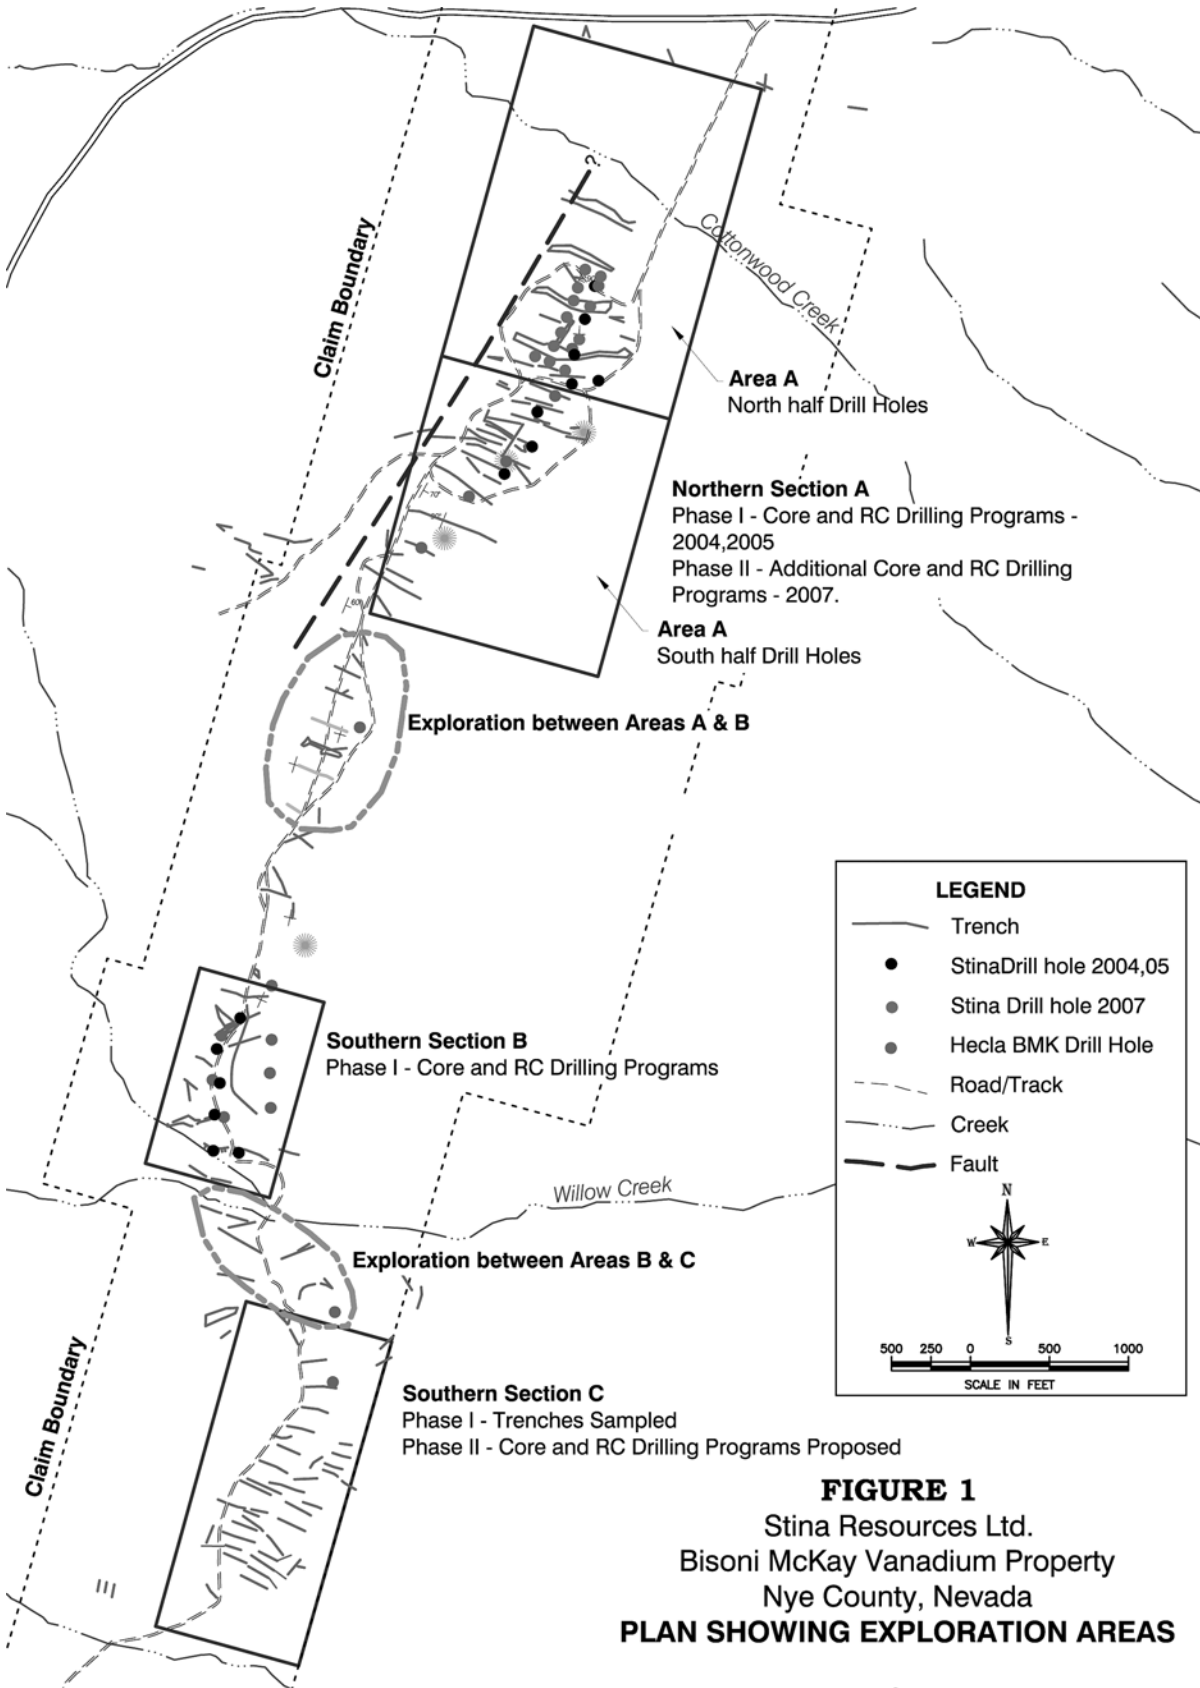 ?
Claim Boundary
Cottonwood Creek
Area A
North half Drill Holes
Northern Section A
Phase I - Core and RC Drilling Programs -
2004,2005
Phase II - Additional Core and RC Drilling
Programs - 2007.
Area A
South half Drill Holes
70
60
Exploration between Areas A & B
LEGEND
Trench
StinaDrill hole 2004,05
Stina Drill hole 2007
Hecla BMK Drill Hole
Road/Track
Creek
Fault
N
W
E
S
500 250 0 500 1000
SCALE IN FEET
Southern Section B
Phase I - Core and RC Drilling Programs
Willow Creek
Exploration between Areas B & C
Claim Boundary
Southern Section C
Phase I - Trenches Sampled
Phase II - Core and RC Drilling Programs Proposed
FIGURE 1
Stina Resources Ltd.
Bisoni McKay Vanadium Property
Nye County, Nevada
PLAN SHOWING EXPLORATION AREAS